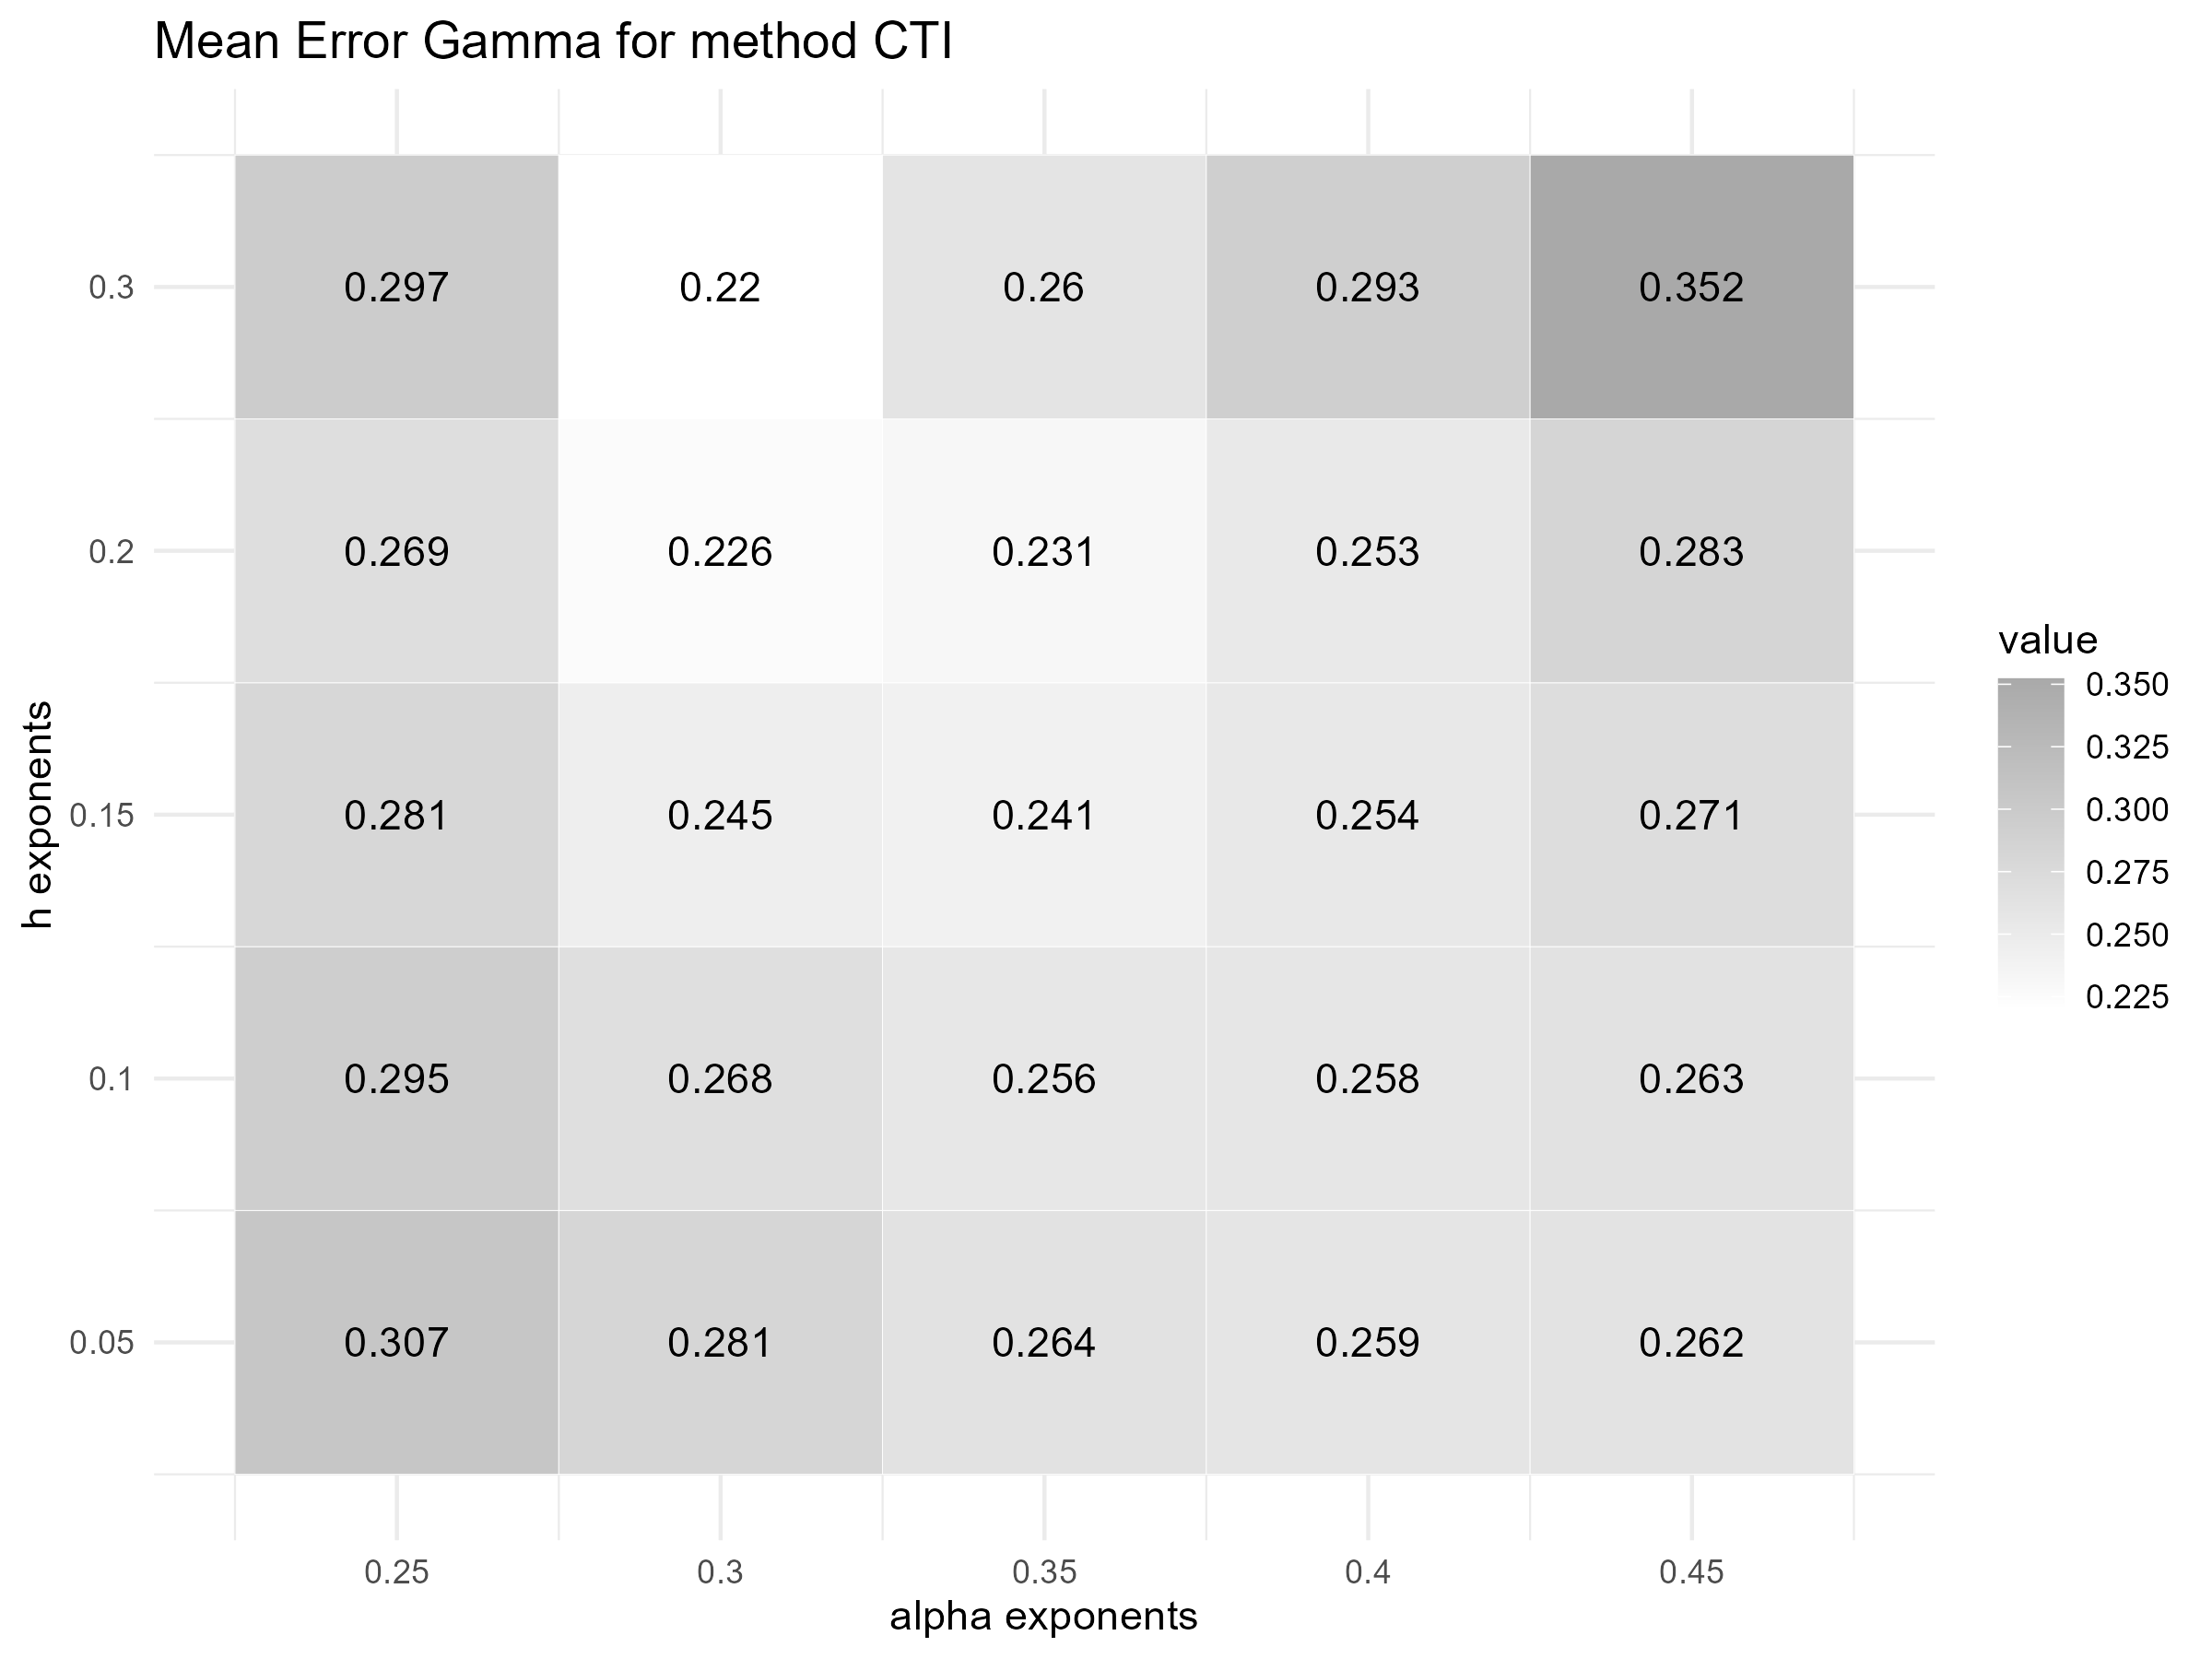 Mean Error Gamma for method CTI
0.3 0.297 0.22 0.26 0.293 0.352
0.2 0.269 0.226 0.231 0.253 0.283
0.15 0.281 0.245 0.241 0.254 0.271
0.1 0.295 0.268 0.256 0.258 0.263
0.05 0.307 0.281 0.264 0.259 0.262
0.25 0.3 0.35 0.4 0.45
alpha exponents
h exponents
value
0.350
0.325
0.300
0.275
0.250
0.225